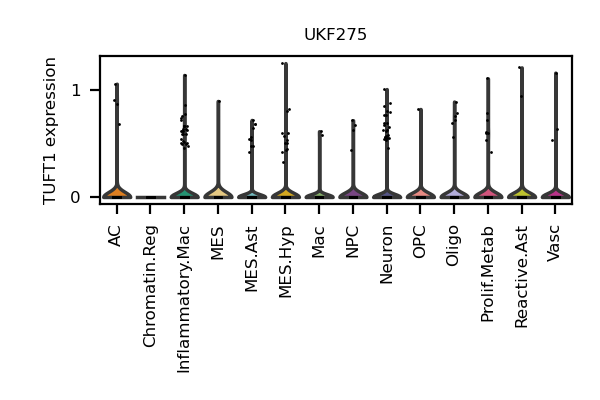 UKF275
TUFT1 expression
1
0
AC
Chromatin.Reg
Inflammatory.Mac
MES
MES.Ast
MES.Hyp
Mac
NPC
Neuron
OPC
Oligo
Prolif.Metab
Reactive.Ast
Vasc